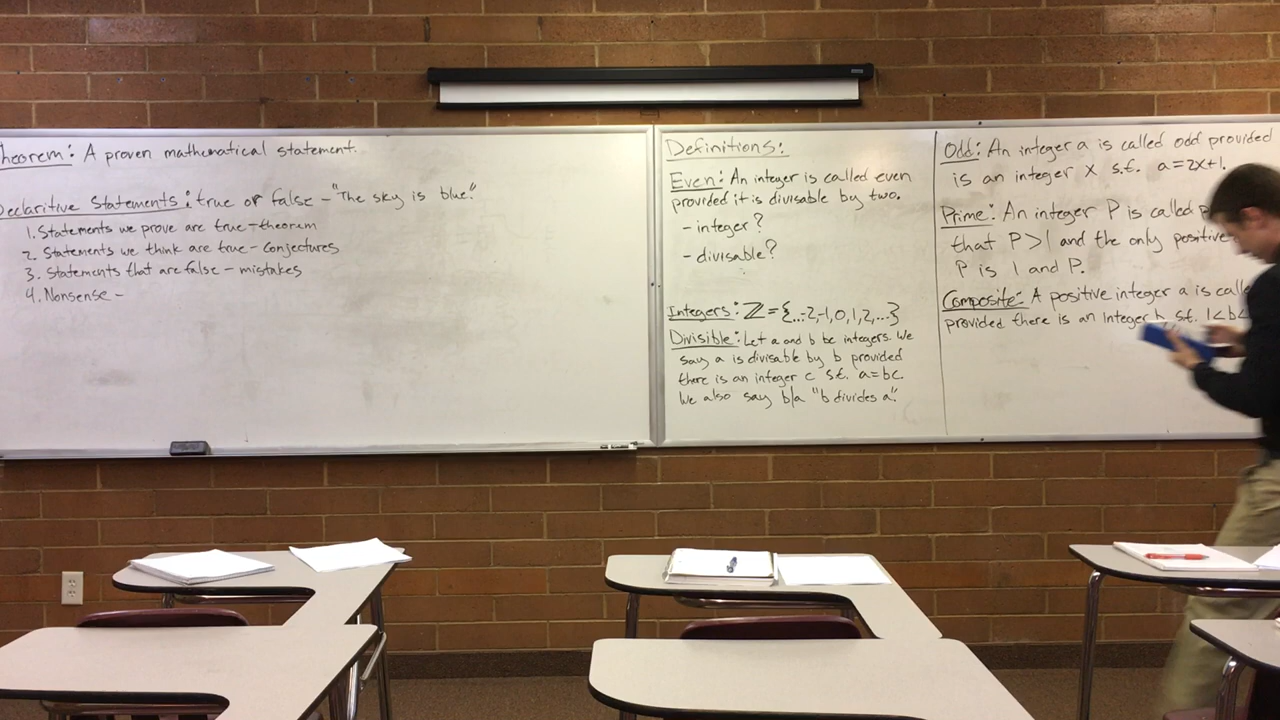 heorem: A proven mathematical statement.
Declaritive Statements: true or false - "The sky is blue."
1. Statements we prove are true - theorem
2. Statements we think are true - conjectures
3. Statements that are false - mistakes
4. Nonsense -
Definitions:
Even: An integer is called even
provided it is divisable by two.
- integer?
- divisable?
Integers: ℤ = {...-2,-1,0,1,2,...}
Divisible: Let a and b be integers. We
say a is divisable by b provided
there is an integer c s.t. a=bc.
We also say b/a "b divides a".
Odd: An integer a is called odd provided
is an integer x s.t. a=2x+1.
Prime: An integer P is called p
that P>1 and the only positive
P is 1 and P.
Composite: A positive integer a is calle
provided there is an integer b s.t. 1<b<